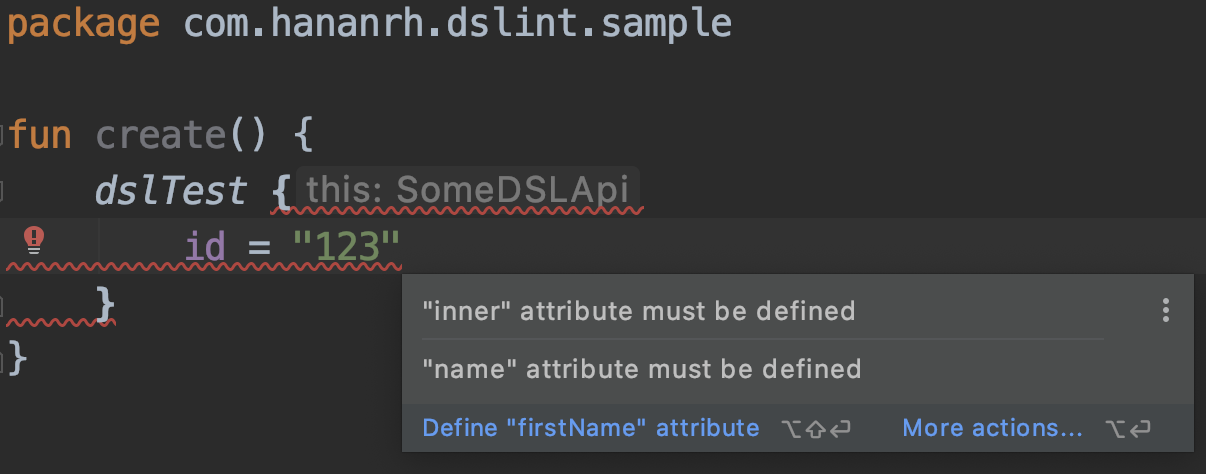 package com.hananrh.dslint.sample
fun create() {
dslTest { this: SomeDSLApi
id = "123"
}
}
"inner" attribute must be defined
"name" attribute must be defined
Define "firstName" attribute ⌥⇧⏎ More actions... ⌥⏎